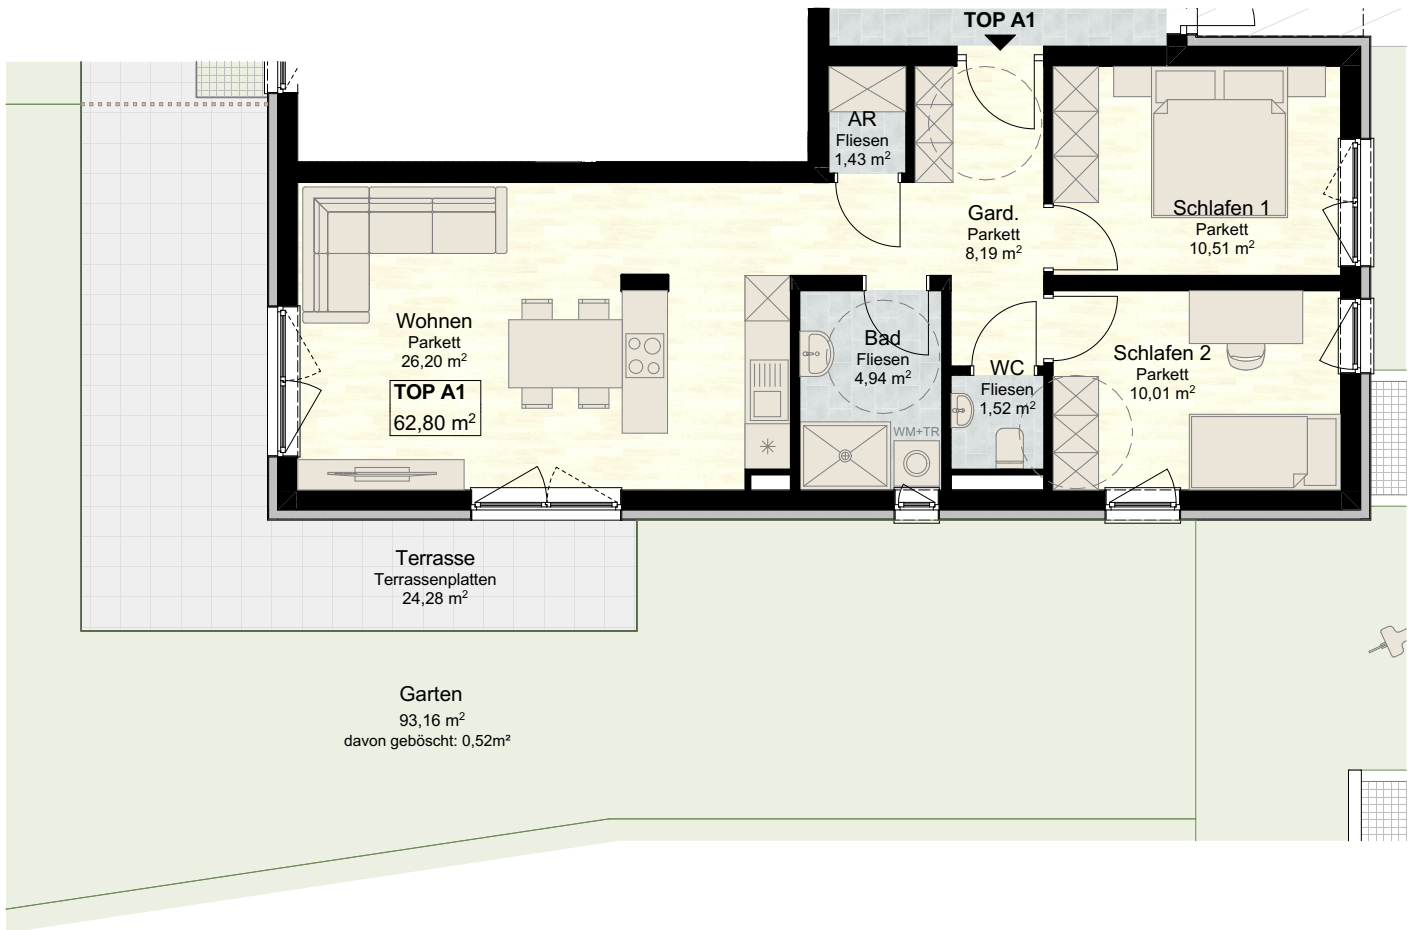 TOP A1
AR
Fliesen
1,43 m²
Gard.
Parkett
8,19 m²
Schlafen 1
Parkett
10,51 m²
Wohnen
Parkett
26,20 m²
TOP A1
62,80 m²
Bad
Fliesen
4,94 m²
WM+TR
WC
Fliesen
1,52 m²
Schlafen 2
Parkett
10,01 m²
Terrasse
Terrassenplatten
24,28 m²
Garten
93,16 m²
davon geböscht: 0,52m²